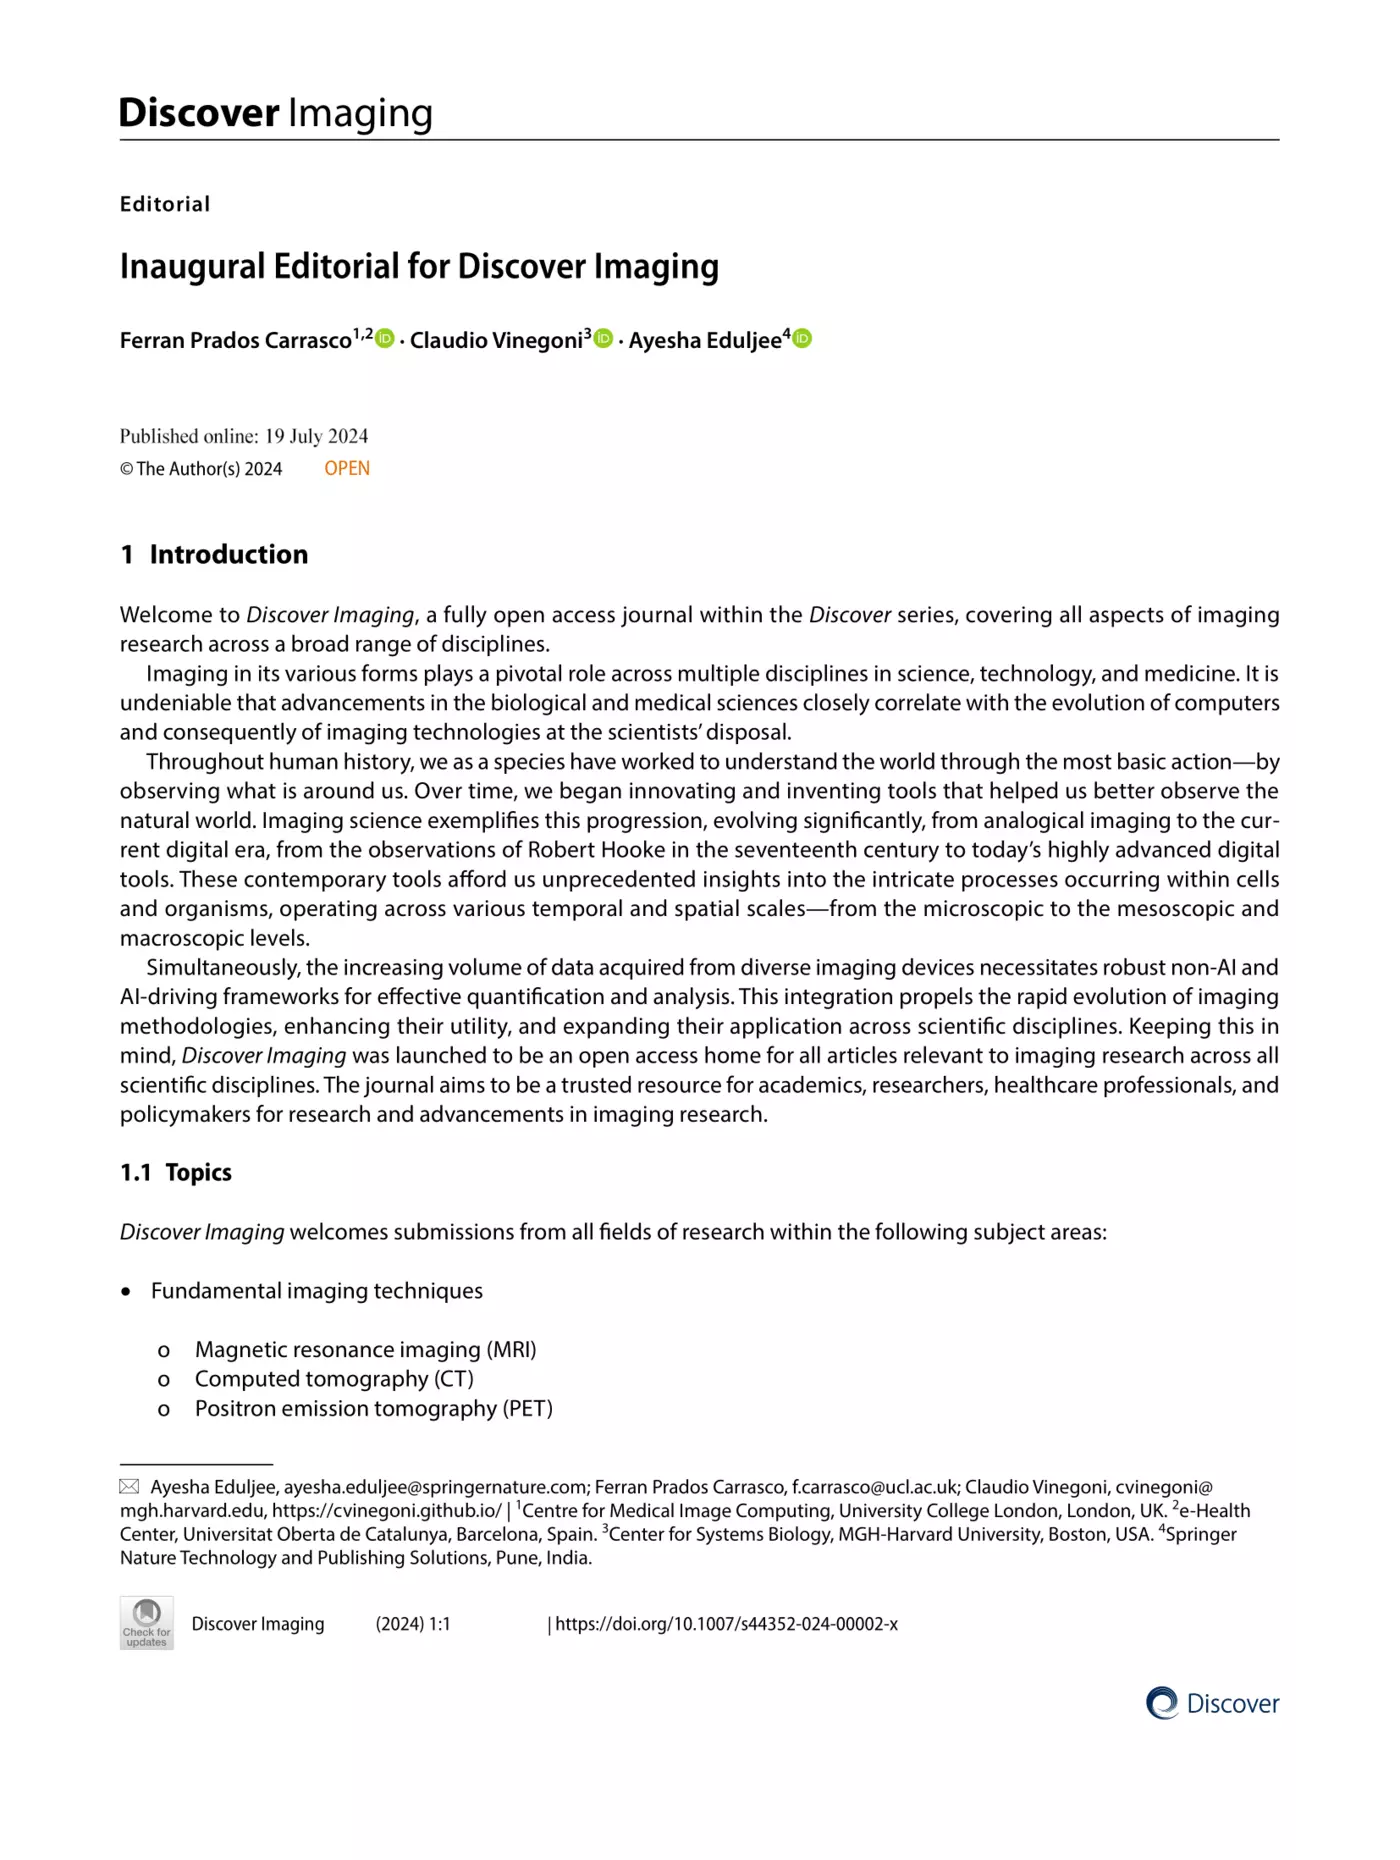 Discover Imaging
Editorial
Inaugural Editorial for Discover Imaging
Ferran Prados Carrasco1,2 iD · Claudio Vinegoni3 iD · Ayesha Eduljee4 iD
Published online: 19 July 2024
© The Author(s) 2024 OPEN
1 Introduction
Welcome to Discover Imaging, a fully open access journal within the Discover series, covering all aspects of imaging
research across a broad range of disciplines.
Imaging in its various forms plays a pivotal role across multiple disciplines in science, technology, and medicine. It is
undeniable that advancements in the biological and medical sciences closely correlate with the evolution of computers
and consequently of imaging technologies at the scientists’ disposal.
Throughout human history, we as a species have worked to understand the world through the most basic action—by
observing what is around us. Over time, we began innovating and inventing tools that helped us better observe the
natural world. Imaging science exemplifies this progression, evolving significantly, from analogical imaging to the cur-
rent digital era, from the observations of Robert Hooke in the seventeenth century to today’s highly advanced digital
tools. These contemporary tools afford us unprecedented insights into the intricate processes occurring within cells
and organisms, operating across various temporal and spatial scales—from the microscopic to the mesoscopic and
macroscopic levels.
Simultaneously, the increasing volume of data acquired from diverse imaging devices necessitates robust non-AI and
AI-driving frameworks for effective quantification and analysis. This integration propels the rapid evolution of imaging
methodologies, enhancing their utility, and expanding their application across scientific disciplines. Keeping this in
mind, Discover Imaging was launched to be an open access home for all articles relevant to imaging research across all
scientific disciplines. The journal aims to be a trusted resource for academics, researchers, healthcare professionals, and
policymakers for research and advancements in imaging research.
1.1 Topics
Discover Imaging welcomes submissions from all fields of research within the following subject areas:
• Fundamental imaging techniques
o Magnetic resonance imaging (MRI)
o Computed tomography (CT)
o Positron emission tomography (PET)
Ayesha Eduljee, ayesha.eduljee@springernature.com; Ferran Prados Carrasco, f.carrasco@ucl.ac.uk; Claudio Vinegoni, cvinegoni@
mgh.harvard.edu, https://cvinegoni.github.io/ | 1Centre for Medical Image Computing, University College London, London, UK. 2e-Health
Center, Universitat Oberta de Catalunya, Barcelona, Spain. 3Center for Systems Biology, MGH-Harvard University, Boston, USA. 4Springer
Nature Technology and Publishing Solutions, Pune, India.
Check for
updates
Discover Imaging (2024) 1:1 | https://doi.org/10.1007/s44352-024-00002-x
Discover